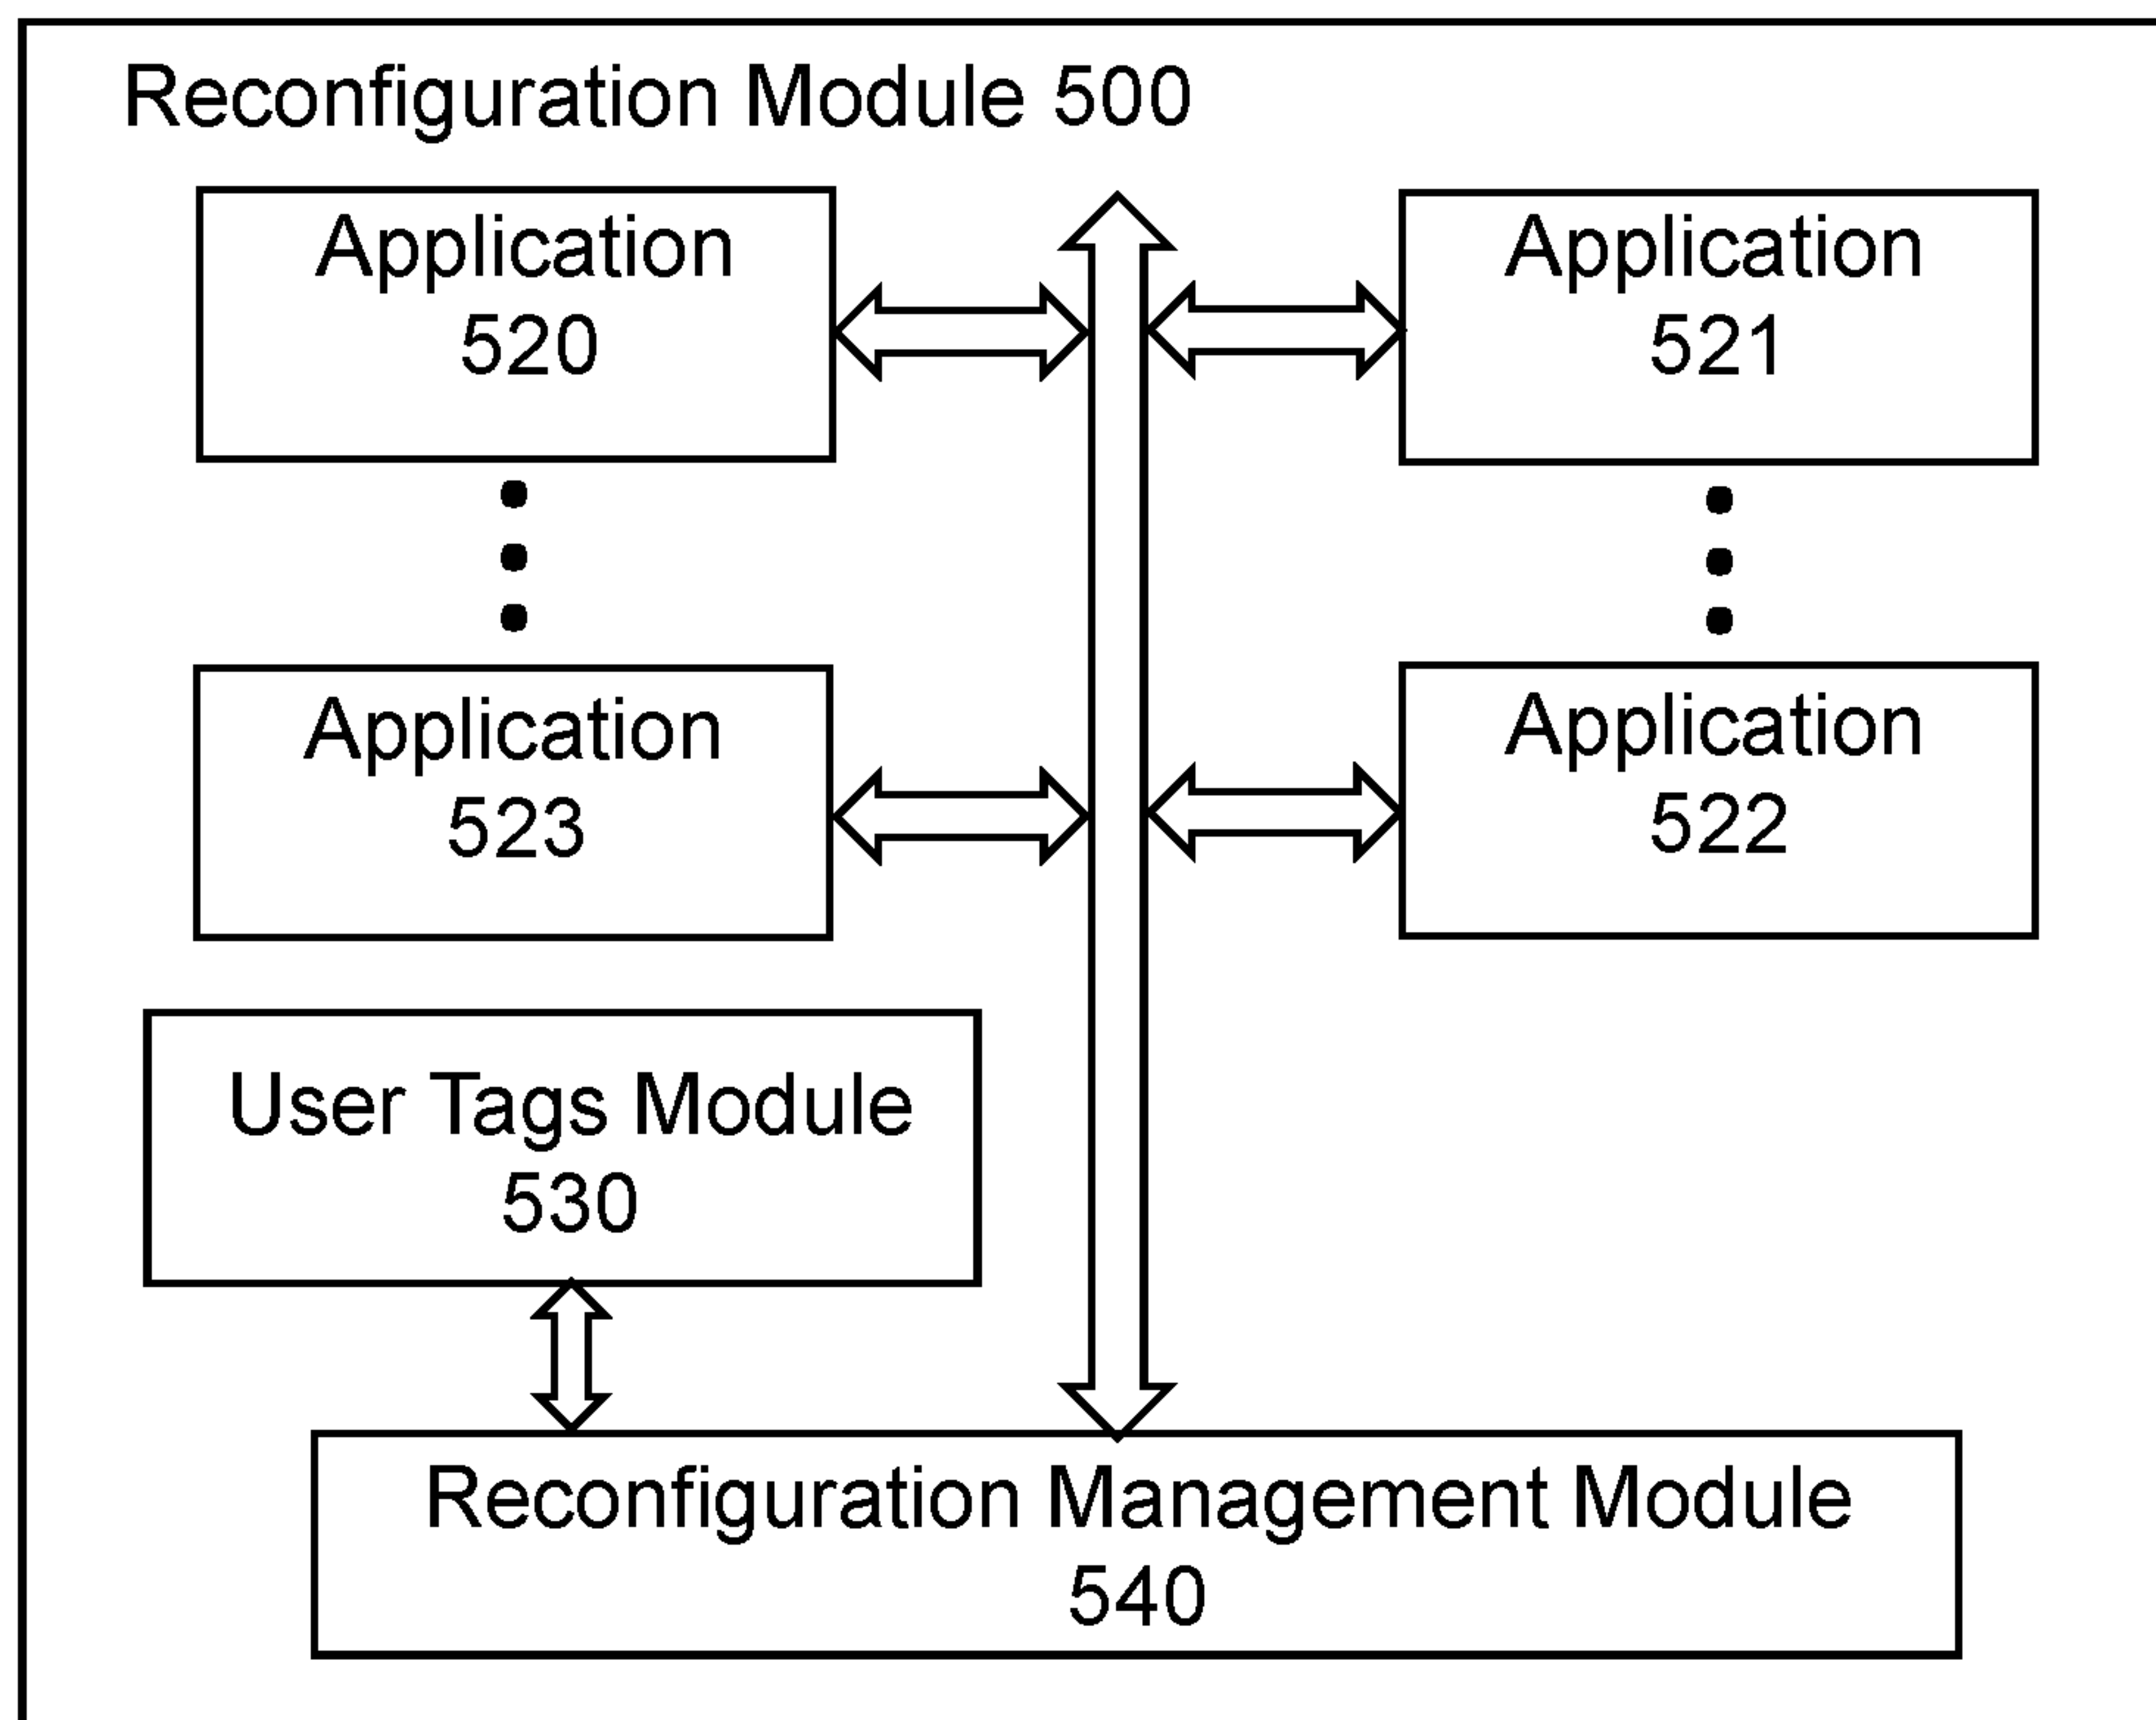 Reconfiguration Module 500
Application
520
Application
521
Application
523
Application
522
User Tags Module
530
Reconfiguration Management Module
540